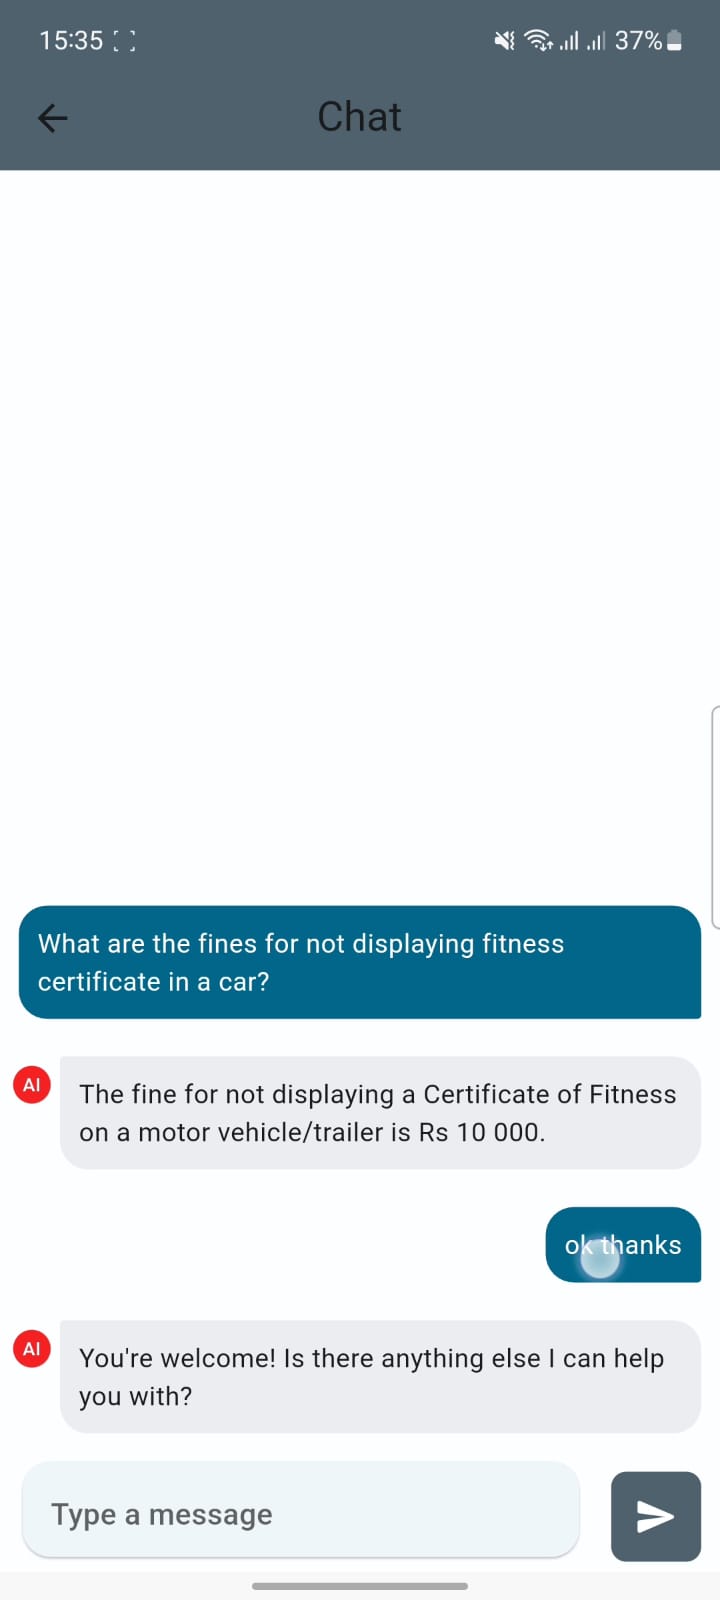 15:35
37%
Chat
What are the fines for not displaying fitness
certificate in a car?
AI
The fine for not displaying a Certificate of Fitness
on a motor vehicle/trailer is Rs 10 000.
ok thanks
AI
You're welcome! Is there anything else I can help
you with?
Type a message